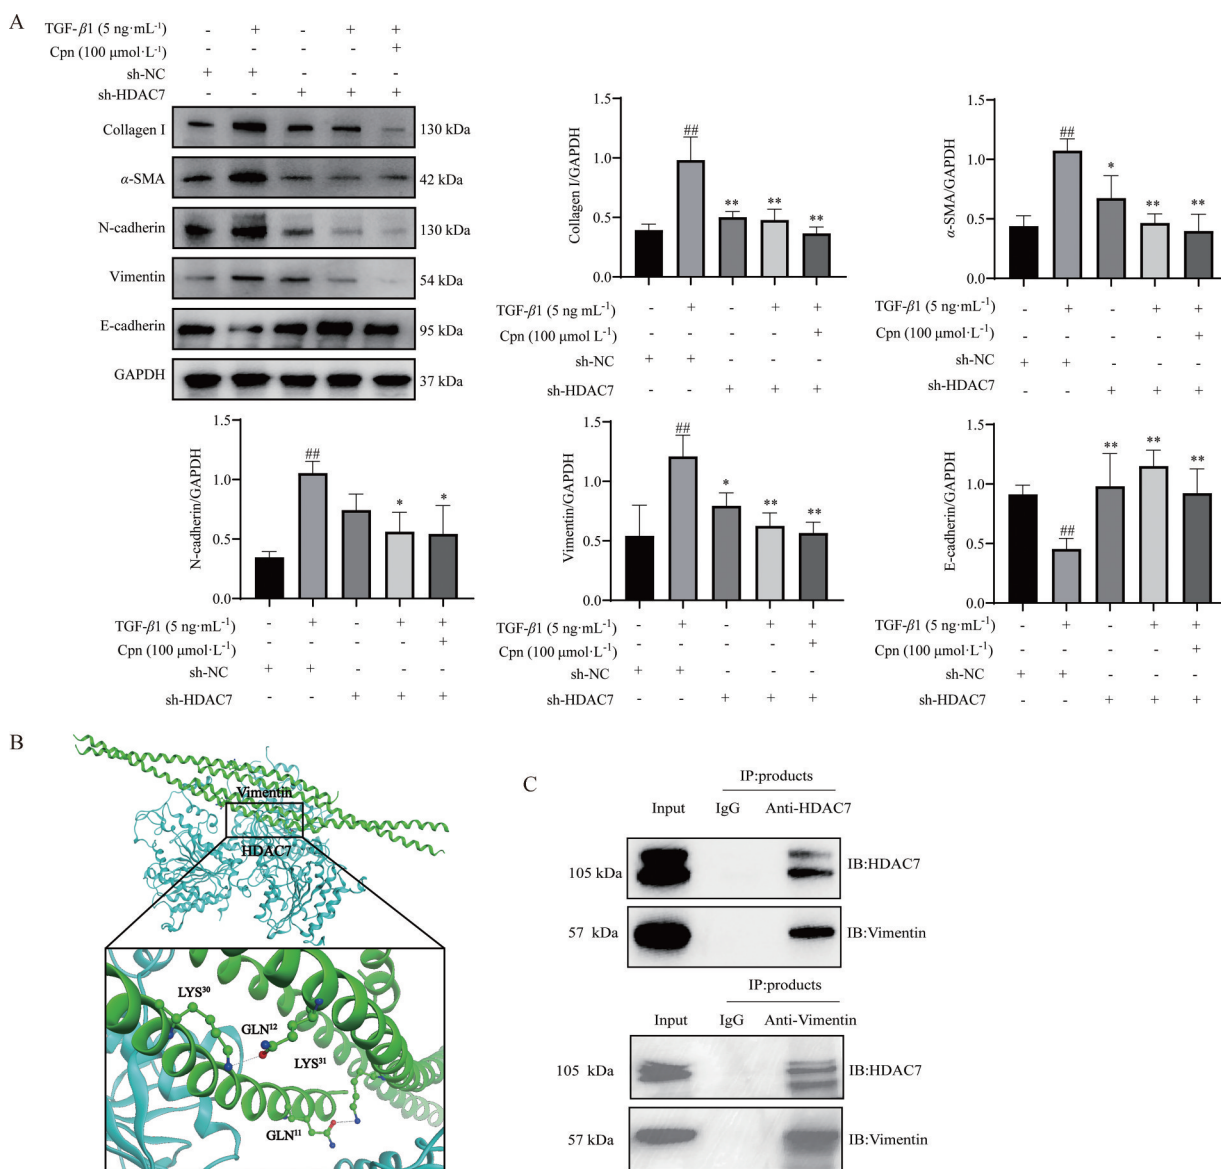 A
TGF-β1 (5 ng·mL⁻¹) - + - + +
Cpn (100 μmol·L⁻¹) - - - - +
sh-NC + + - - -
sh-HDAC7 - - + + +
Collagen I 130 kDa
α-SMA 42 kDa
N-cadherin 130 kDa
Vimentin 54 kDa
E-cadherin 95 kDa
GAPDH 37 kDa
Collagen I/GAPDH
1.5
1.0
0.5
0.0
## ** ** **
TGF-β1 (5 ng mL⁻¹) - + - + +
Cpn (100 μmol L⁻¹) - - - - +
sh-NC + + - - -
sh-HDAC7 - - + + +
α-SMA/GAPDH
1.5
1.0
0.5
0.0
## * ** **
TGF-β1 (5 ng·mL⁻¹) - + - + +
Cpn (100 μmol·L⁻¹) - - - - +
sh-NC + + - - -
sh-HDAC7 - - + + +
N-cadherin/GAPDH
1.5
1.0
0.5
0.0
## * *
TGF-β1 (5 ng·mL⁻¹) - + - + +
Cpn (100 μmol·L⁻¹) - - - - +
sh-NC + + - - -
sh-HDAC7 - - + + +
Vimentin/GAPDH
1.5
1.0
0.5
0.0
## * ** **
TGF-β1 (5 ng·mL⁻¹) - + - + +
Cpn (100 μmol·L⁻¹) - - - - +
sh-NC + + - - -
sh-HDAC7 - - + + +
E-cadherin/GAPDH
1.5
1.0
0.5
0.0
## ** ** **
TGF-β1 (5 ng·mL⁻¹) - + - + +
Cpn (100 μmol·L⁻¹) - - - - +
sh-NC + + - - -
sh-HDAC7 - - + + +
B
Vimentin
HDAC7
LYS³⁰
GLN¹²
LYS³¹
GLN¹¹
C
IP:products
Input IgG Anti-HDAC7
105 kDa IB:HDAC7
57 kDa IB:Vimentin
IP:products
Input IgG Anti-Vimentin
105 kDa IB:HDAC7
57 kDa IB:Vimentin